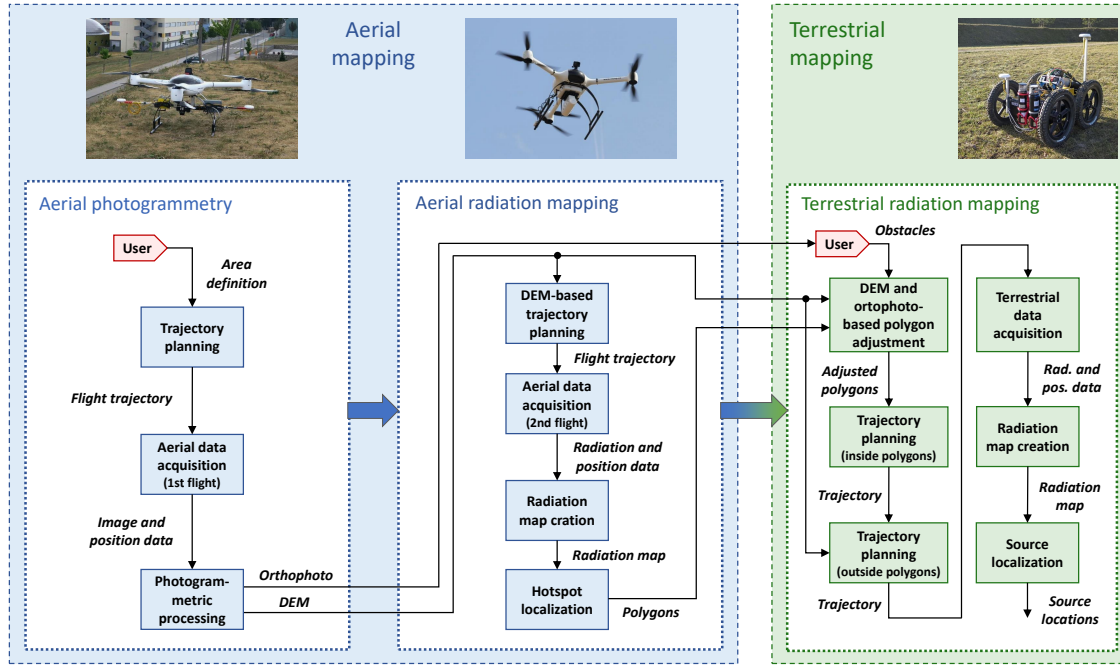 Aerial
mapping
Aerial photogrammetry
User
Area
definition
Trajectory
planning
Flight trajectory
Aerial data
acquisition
(1st flight)
Image and
position data
Photogram-
metric
processing
Orthophoto
DEM
Aerial radiation mapping
DEM-based
trajectory
planning
Flight trajectory
Aerial data
acquisition
(2nd flight)
Radiation and
position data
Radiation
map cration
Radiation map
Hotspot
localization
Polygons
Terrestrial
mapping
Terrestrial radiation mapping
User
Obstacles
DEM and
ortophoto-
based polygon
adjustment
Adjusted
polygons
Trajectory
planning
(inside polygons)
Trajectory
Trajectory
planning
(outside polygons)
Trajectory
Terrestrial
data
acquisition
Rad. and
pos. data
Radiation
map creation
Radiation
map
Source
localization
Source
locations